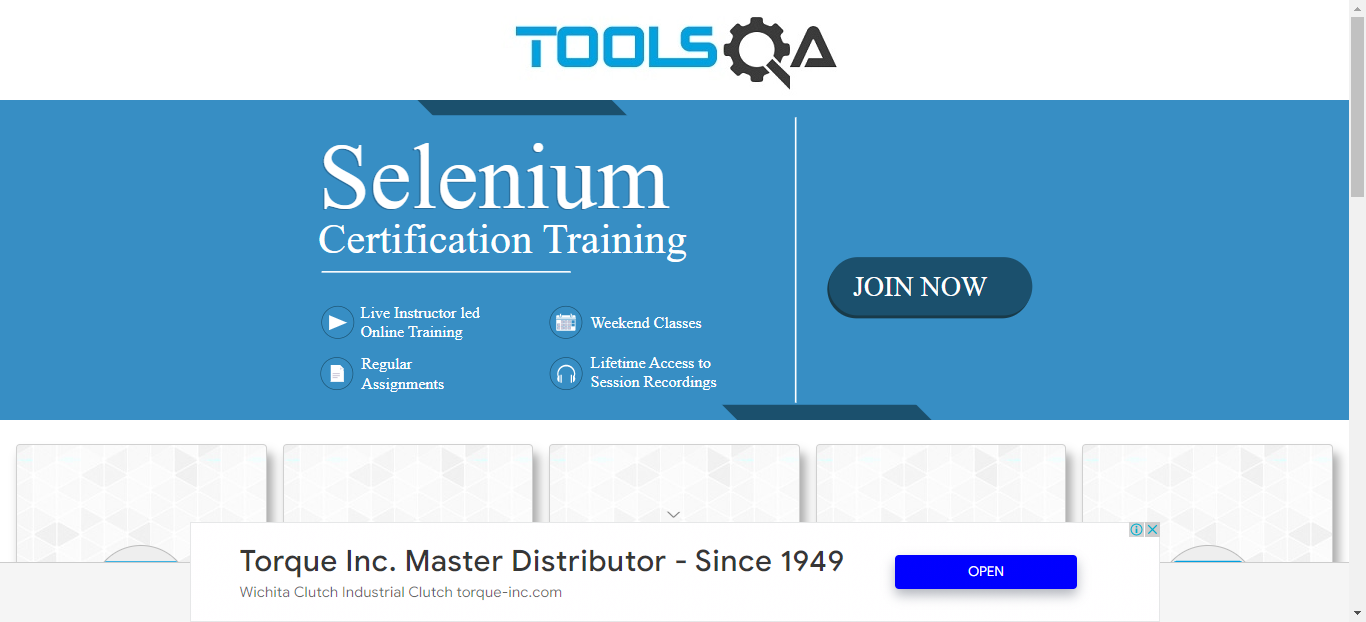 TOOLSQA
Selenium
Certification Training
JOIN NOW
Live Instructor led
Online Training
Weekend Classes
Regular
Assignments
Lifetime Access to
Session Recordings
Torque Inc. Master Distributor - Since 1949
Wichita Clutch Industrial Clutch torque-inc.com
OPEN